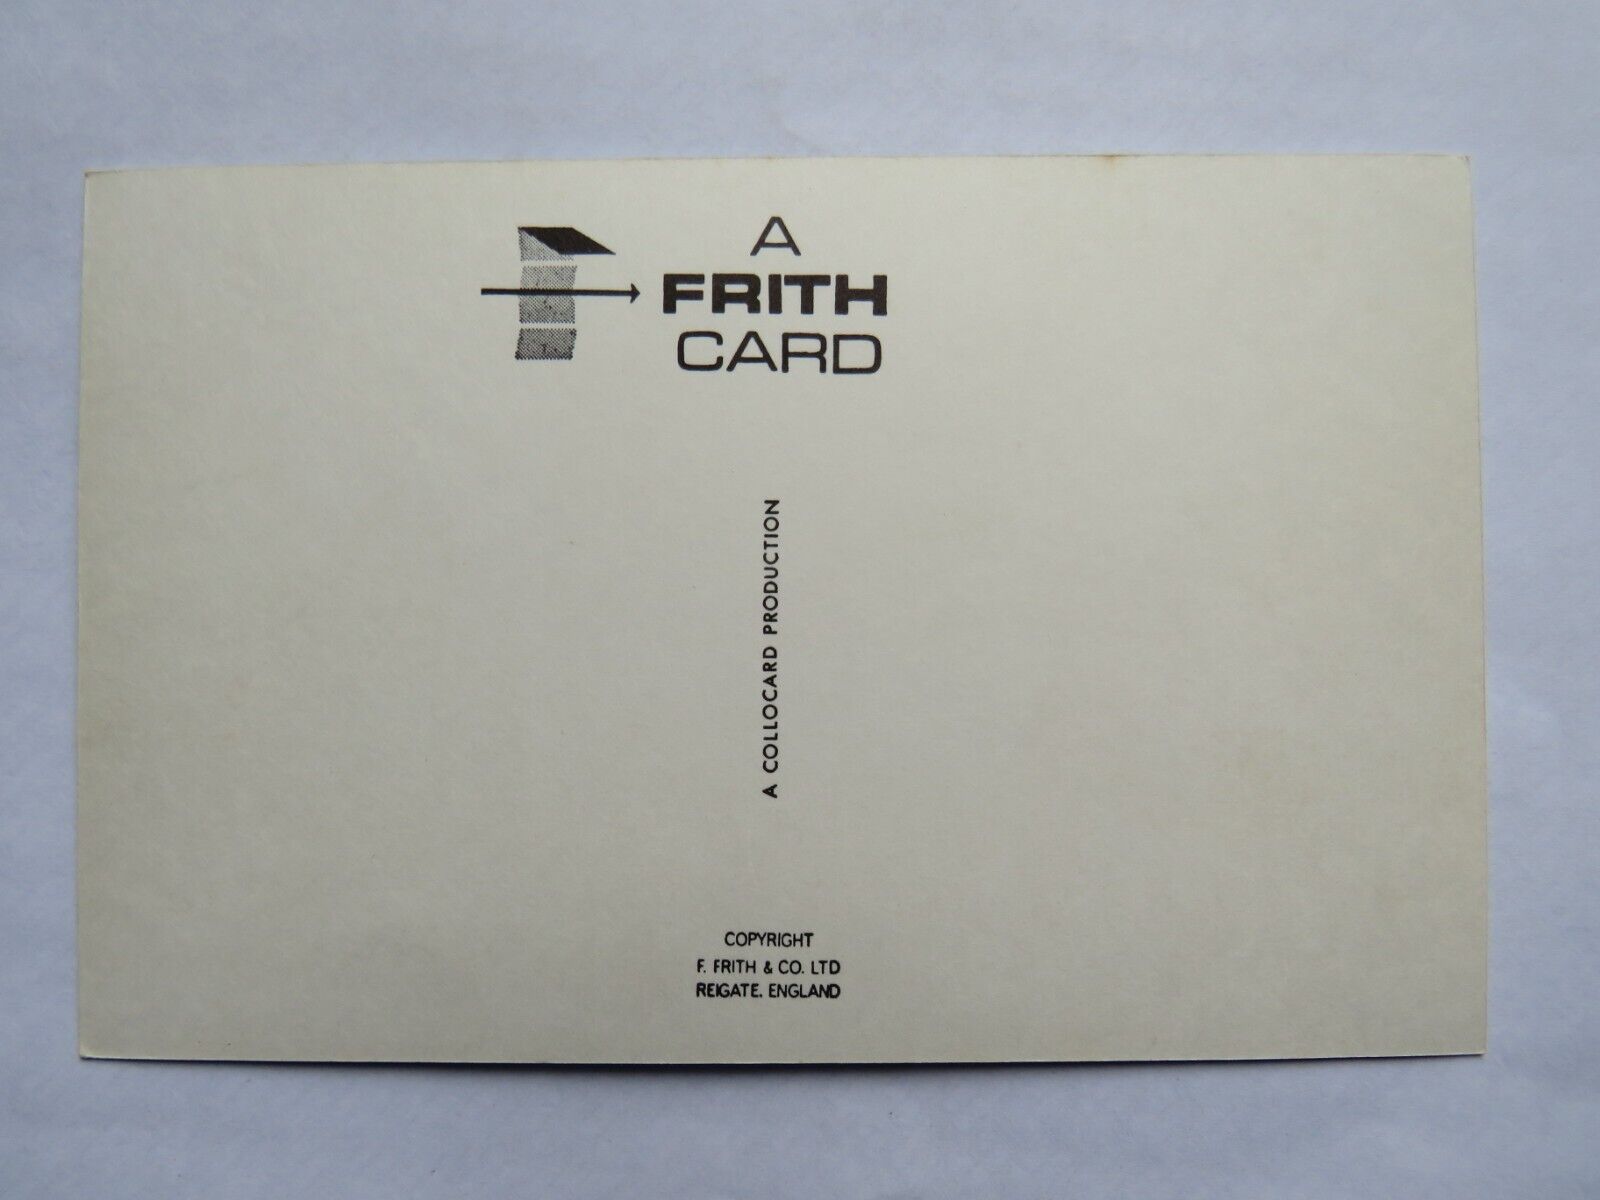 A
FRITH
CARD
A COLLOCARD PRODUCTION
COPYRIGHT
F. FRITH & CO. LTD
REIGATE. ENGLAND